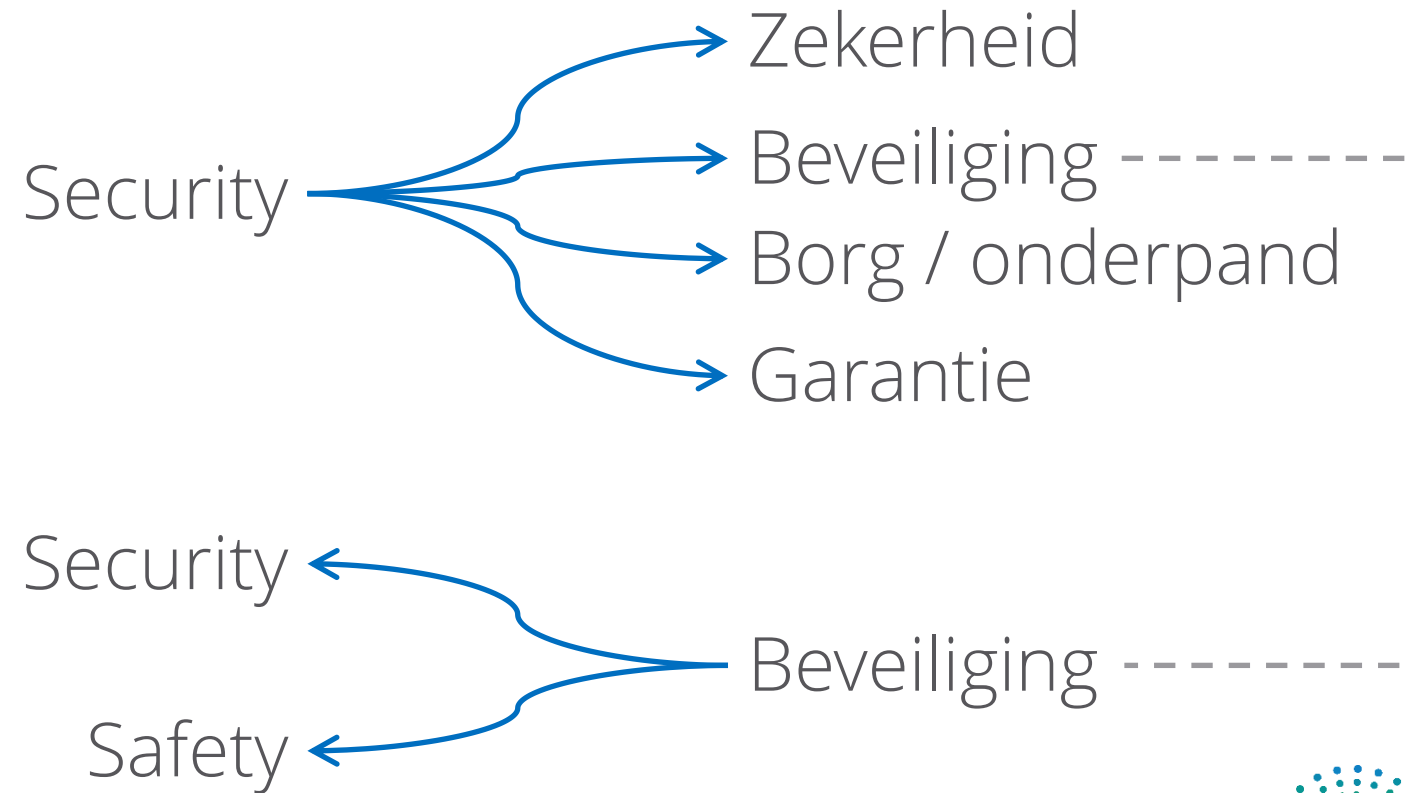 Zekerheid
Security
Beveiliging
Borg / onderpand
Garantie
Security
Beveiliging
Safety